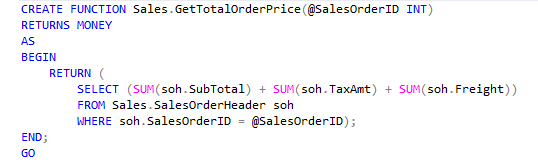 CREATE FUNCTION Sales.GetTotalOrderPrice(@SalesOrderID INT)
RETURNS MONEY
AS
BEGIN
    RETURN (
        SELECT (SUM(soh.SubTotal) + SUM(soh.TaxAmt) + SUM(soh.Freight))
        FROM Sales.SalesOrderHeader soh
        WHERE soh.SalesOrderID = @SalesOrderID);
END;
GO